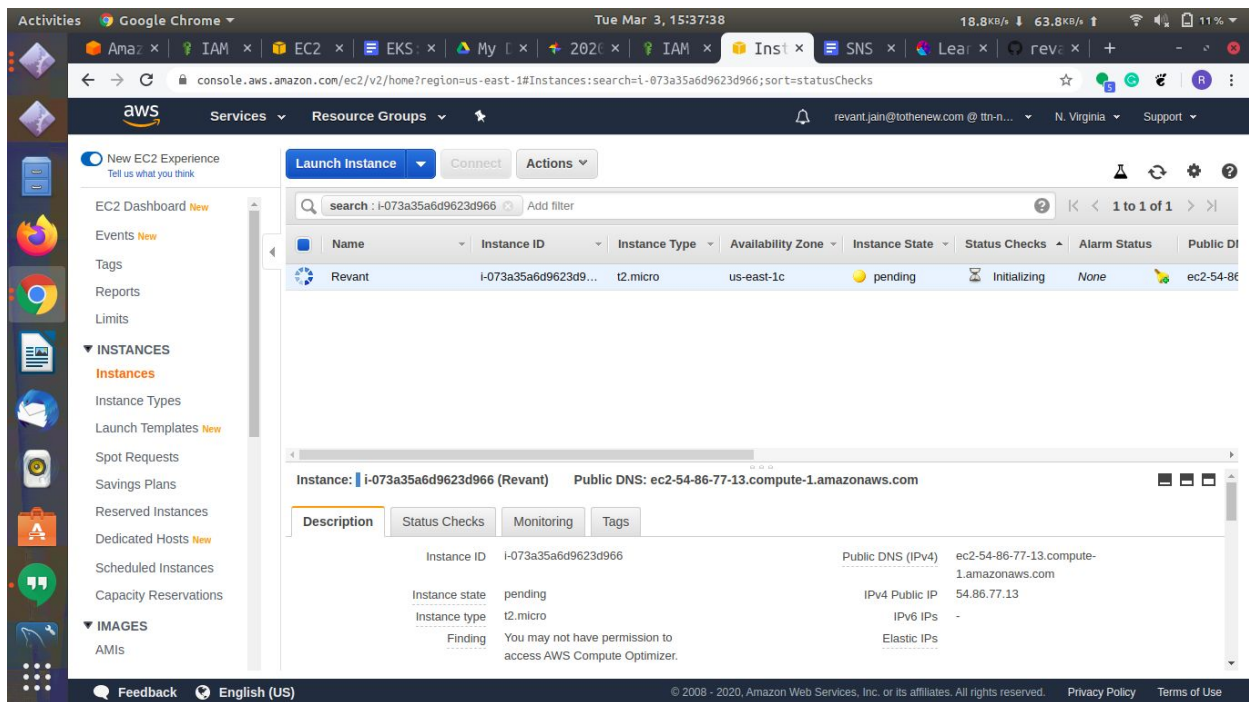 Activities Google Chrome ▾ Tue Mar 3, 15:37:38 18.8KB/s ⬇ 63.8KB/s ⬆ 11 % ▾
Amaz × IAM × EC2 × EKS: × My D × 2020 × IAM × Inst × SNS × Lear × reva × +
console.aws.amazon.com/ec2/v2/home?region=us-east-1#Instances:search=i-073a35a6d9623d966;sort=statusChecks 5 R
aws Services Resource Groups revant.jain@tothenew.com @ ttn-n... N. Virginia Support
New EC2 Experience
Tell us what you think
EC2 Dashboard New
Events New
Tags
Reports
Limits
INSTANCES
Instances
Instance Types
Launch Templates New
Spot Requests
Savings Plans
Reserved Instances
Dedicated Hosts New
Scheduled Instances
Capacity Reservations
IMAGES
AMIs
Launch Instance Connect Actions
search : i-073a35a6d9623d966 Add filter 1 to 1 of 1
Name Instance ID Instance Type Availability Zone Instance State Status Checks Alarm Status Public DI
Revant i-073a35a6d9623d9... t2.micro us-east-1c pending Initializing None ec2-54-86
Instance: i-073a35a6d9623d966 (Revant) Public DNS: ec2-54-86-77-13.compute-1.amazonaws.com
Description Status Checks Monitoring Tags
Instance ID i-073a35a6d9623d966 Public DNS (IPv4) ec2-54-86-77-13.compute-
1.amazonaws.com
Instance state pending IPv4 Public IP 54.86.77.13
Instance type t2.micro IPv6 IPs -
Finding You may not have permission to Elastic IPs
access AWS Compute Optimizer.
Feedback English (US) © 2008 - 2020, Amazon Web Services, Inc. or its affiliates. All rights reserved. Privacy Policy Terms of Use